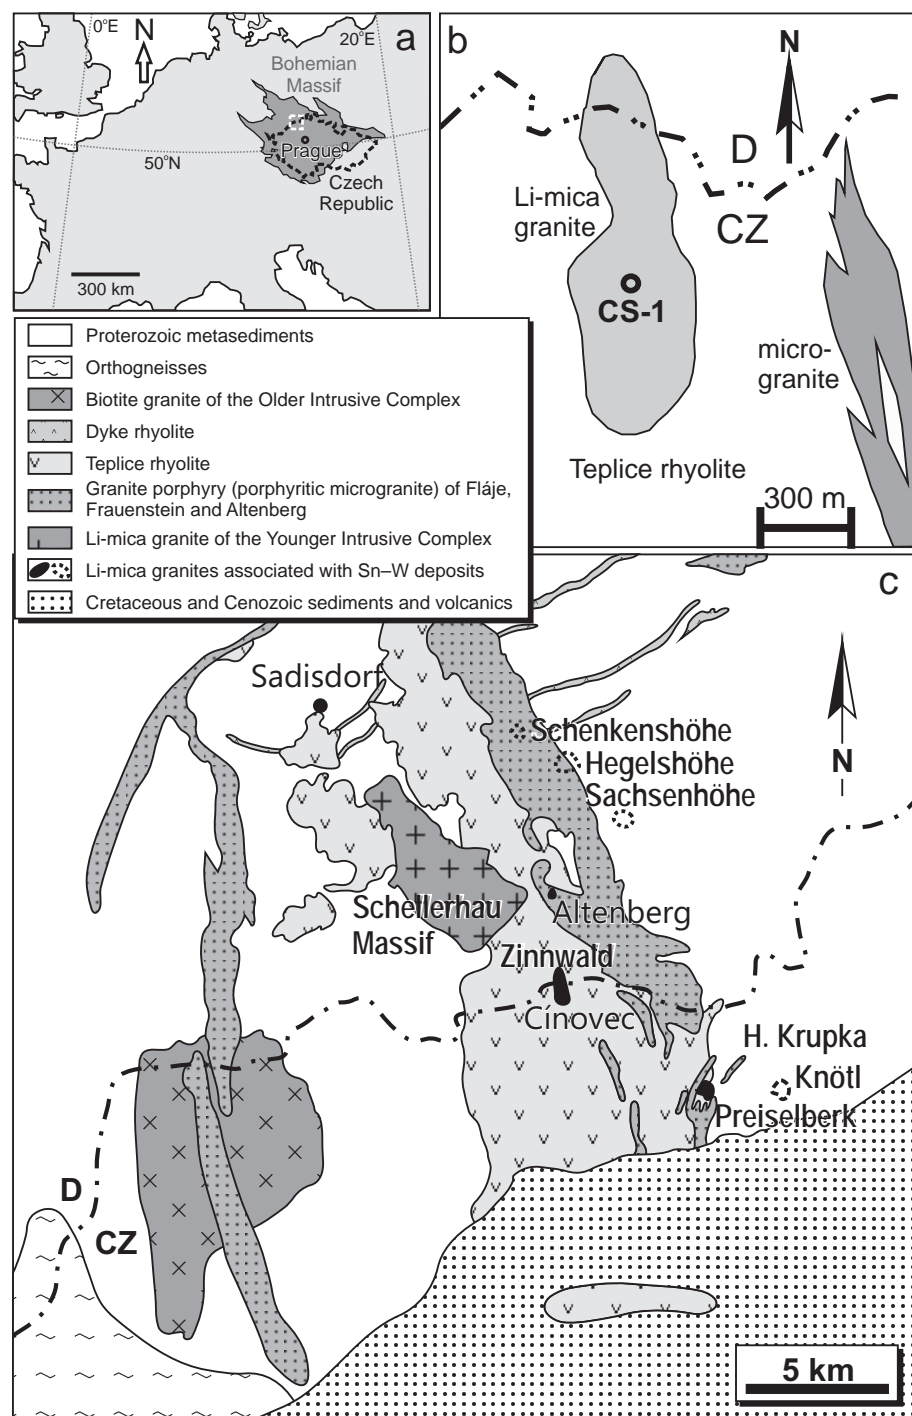 0°E
N
20°E
a
Bohemian
Massif
50°N
Prague
Czech
Republic
300 km
b
N
D
Li-mica
granite
CZ
CS-1
micro-
granite
Teplice rhyolite
300 m
Proterozoic metasediments
Orthogneisses
Biotite granite of the Older Intrusive Complex
Dyke rhyolite
Teplice rhyolite
Granite porphyry (porphyritic microgranite) of Fláje,
Frauenstein and Altenberg
Li-mica granite of the Younger Intrusive Complex
Li-mica granites associated with Sn–W deposits
Cretaceous and Cenozoic sediments and volcanics
c
Sadisdorf
Schenkenshöhe
Hegelshöhe
Sachsenhöhe
N
Schellerhau
Massif
Altenberg
Zinnwald
Cínovec
H. Krupka
Knötl
Preiselberk
D
CZ
5 km